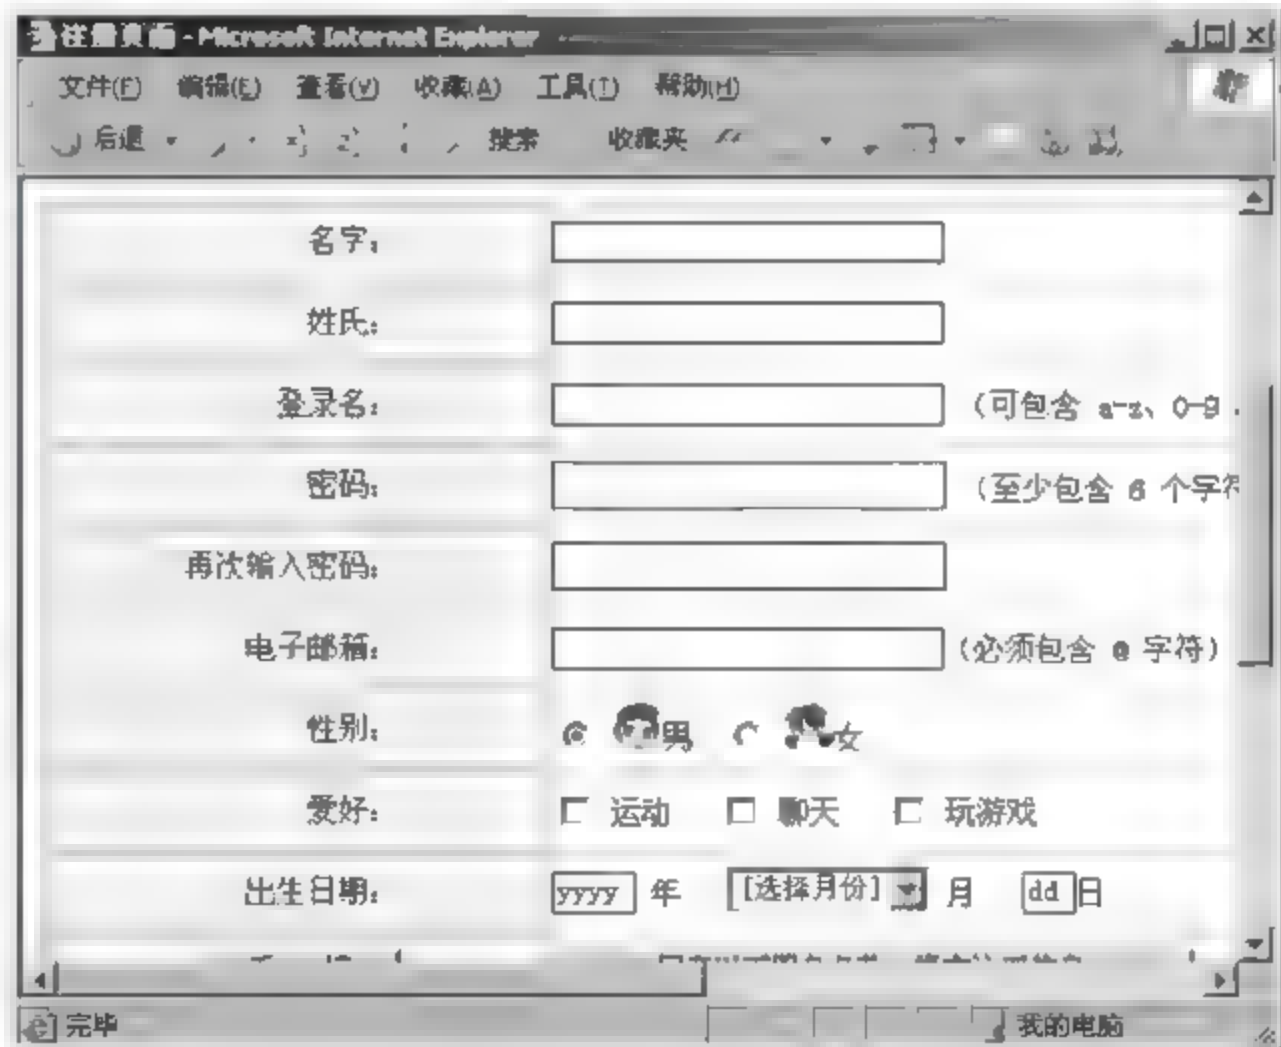 注册页面 - Microsoft Internet Explorer
文件(F) 编辑(E) 查看(V) 收藏(A) 工具(T) 帮助(H)
后退 搜索 收藏夹
名字:
姓氏:
登录名: (可包含 a-z、0-9
密码: (至少包含 6 个字符
再次输入密码:
电子邮箱: (必须包含 @ 字符)
性别: 男 女
爱好: 运动 聊天 玩游戏
出生日期: yyyy 年 [选择月份] 月 dd 日
完毕 我的电脑